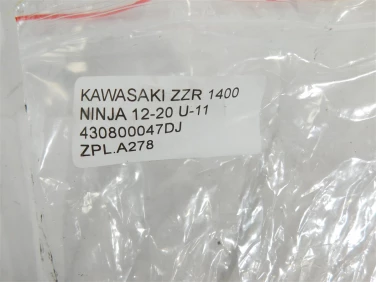 KAWASAKI ZZR 1400
NINJA 12-20 U-11
430800047DJ
ZPL.A278